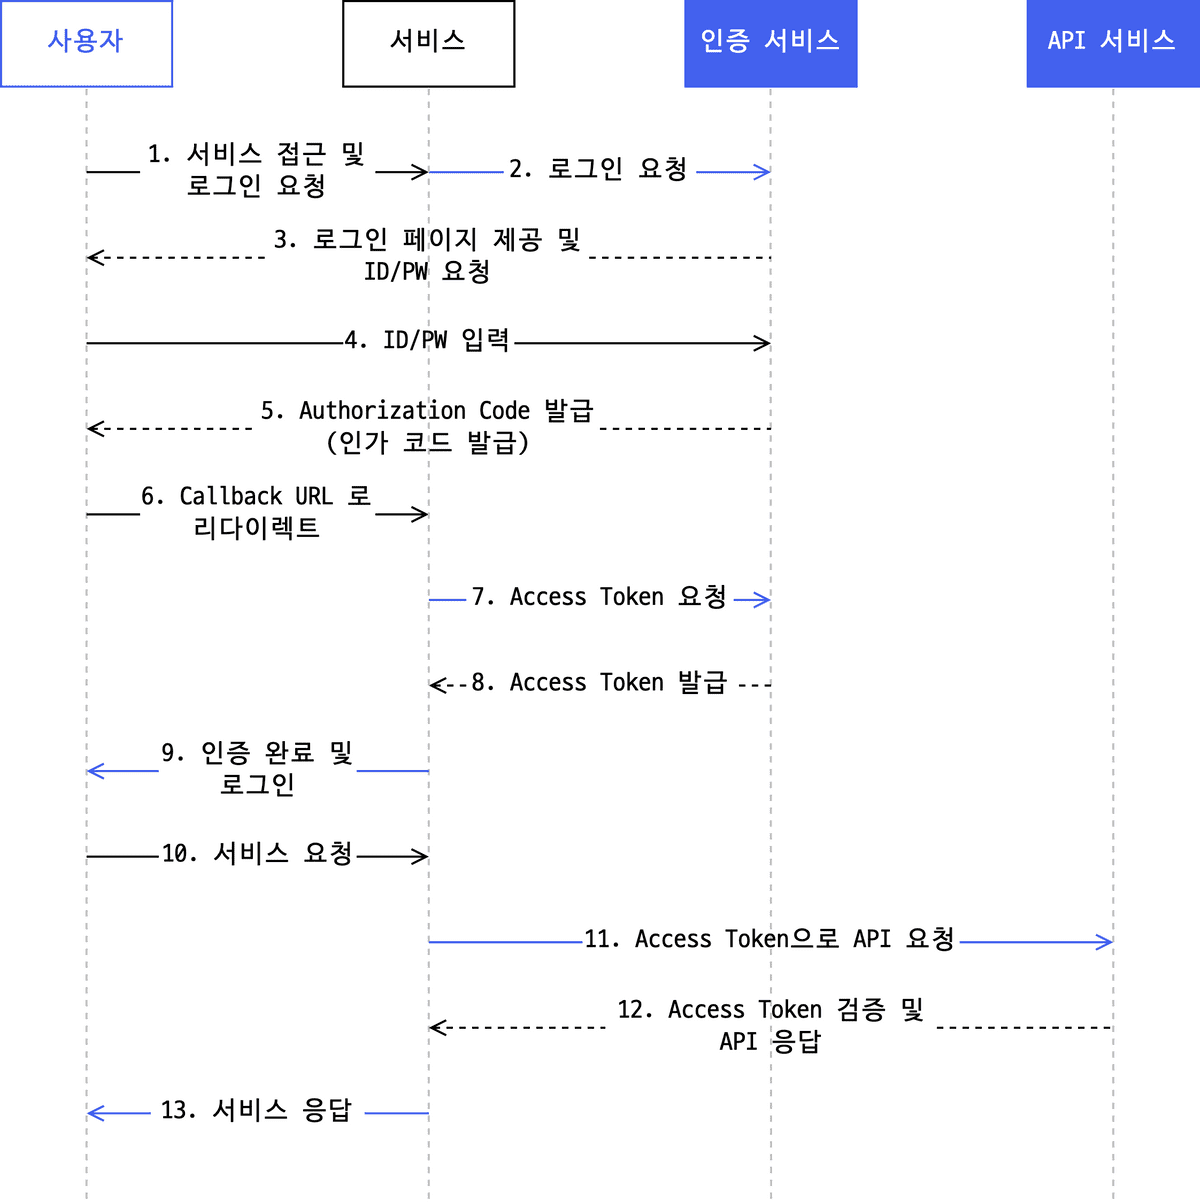 사용자
서비스
인증 서비스
API 서비스
1. 서비스 접근 및
로그인 요청
2. 로그인 요청
3. 로그인 페이지 제공 및
ID/PW 요청
4. ID/PW 입력
5. Authorization Code 발급
(인가 코드 발급)
6. Callback URL 로
리다이렉트
7. Access Token 요청
8. Access Token 발급
9. 인증 완료 및
로그인
10. 서비스 요청
11. Access Token으로 API 요청
12. Access Token 검증 및
API 응답
13. 서비스 응답